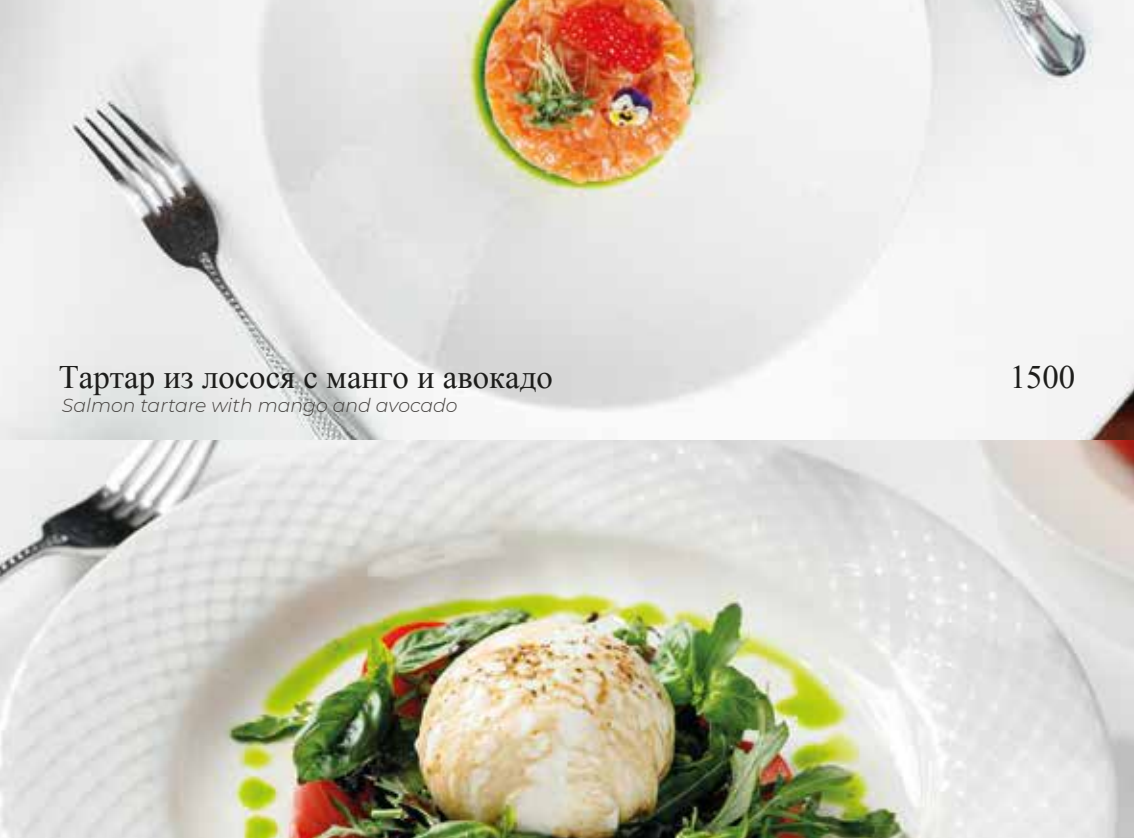 Тартар из лосося с манго и авокадо 1500
Salmon tartare with mango and avocado